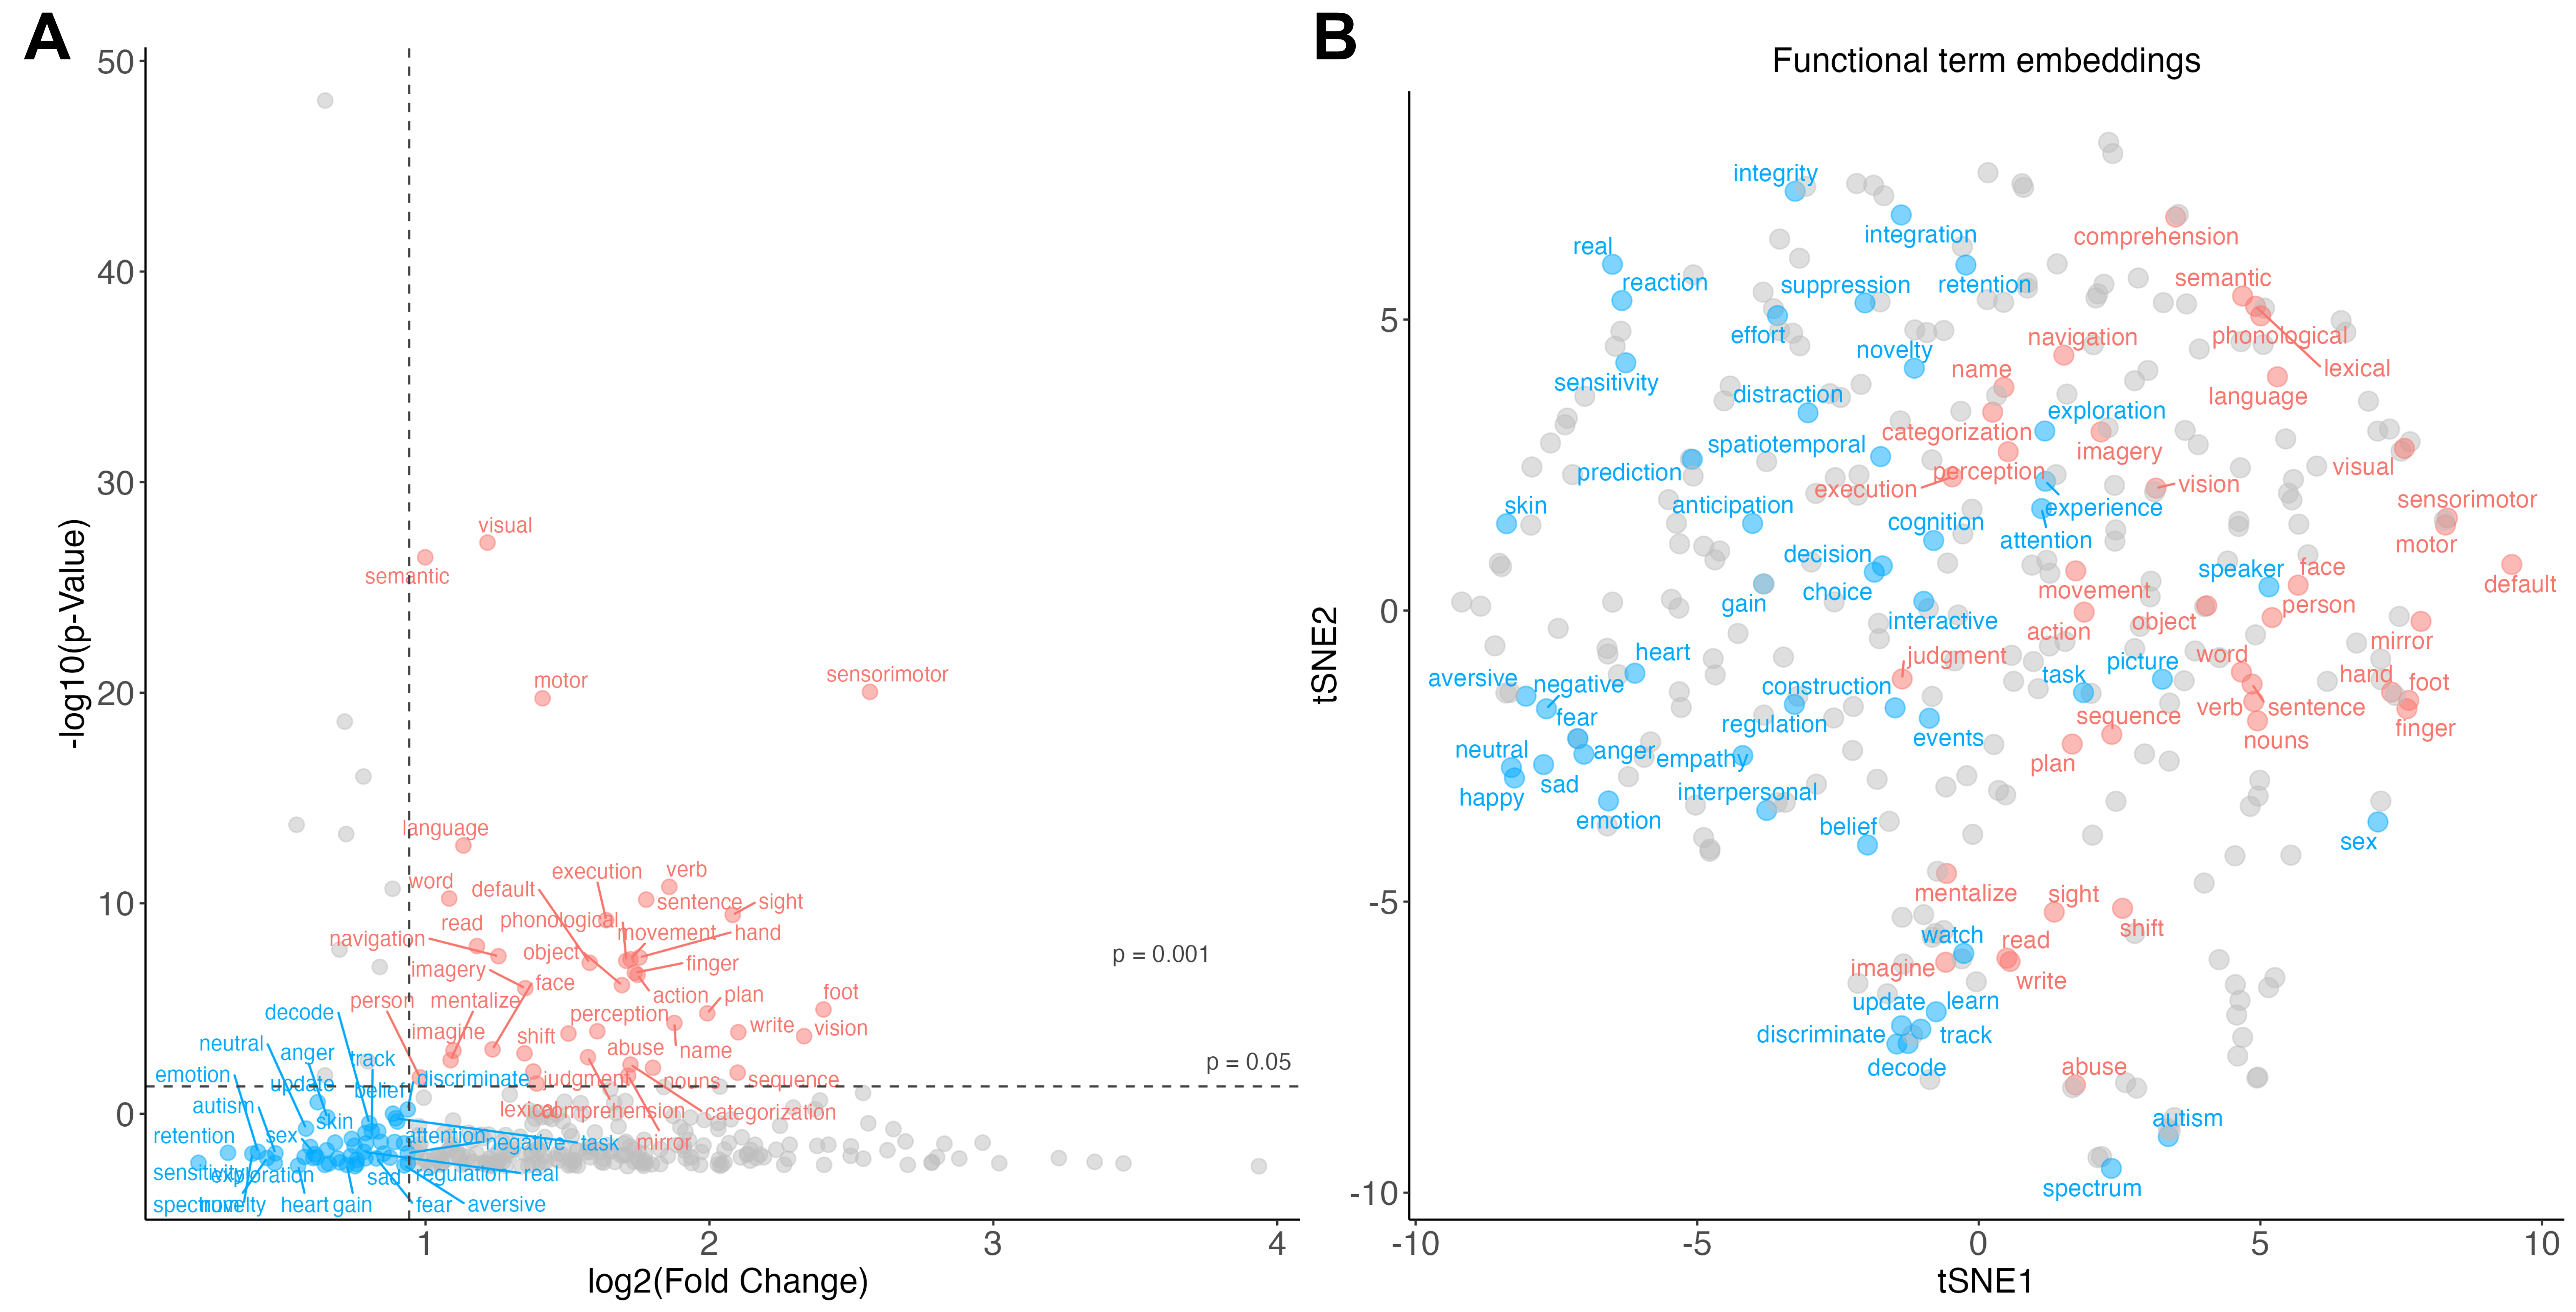 A
50
40
30
20
10
0
-log10(p-Value)
1
2
3
4
log2(Fold Change)
visual
semantic
motor
sensorimotor
language
word
default
execution
verb
sentence
sight
read
phonological
movement
hand
navigation
object
finger
imagery
face
action
plan
foot
person
mentalize
perception
write
vision
imagine
shift
abuse
name
judgment
nouns
sequence
lexical
comprehension
categorization
mirror
p = 0.001
p = 0.05
decode
neutral
anger
track
emotion
update
belief
discriminate
autism
skin
retention
sex
attention
negative
task
sensitivity
exploration
sad
regulation
real
spectrum
novelty
heart
gain
fear
aversive
B
Functional term embeddings
5
0
-5
-10
tSNE2
-10
-5
0
5
10
tSNE1
integrity
integration
comprehension
real
reaction
suppression
retention
semantic
effort
novelty
navigation
phonological
lexical
sensitivity
distraction
name
language
exploration
spatiotemporal
categorization
imagery
prediction
perception
visual
execution
vision
skin
anticipation
cognition
experience
sensorimotor
attention
motor
decision
speaker
face
default
choice
movement
gain
person
interactive
object
action
mirror
heart
judgment
word
aversive
negative
construction
task
picture
hand
foot
fear
regulation
sequence
verb
sentence
finger
neutral
anger
empathy
events
plan
nouns
happy
sad
interpersonal
emotion
belief
sex
mentalize
sight
shift
watch
read
imagine
write
update
learn
discriminate
track
decode
abuse
autism
spectrum